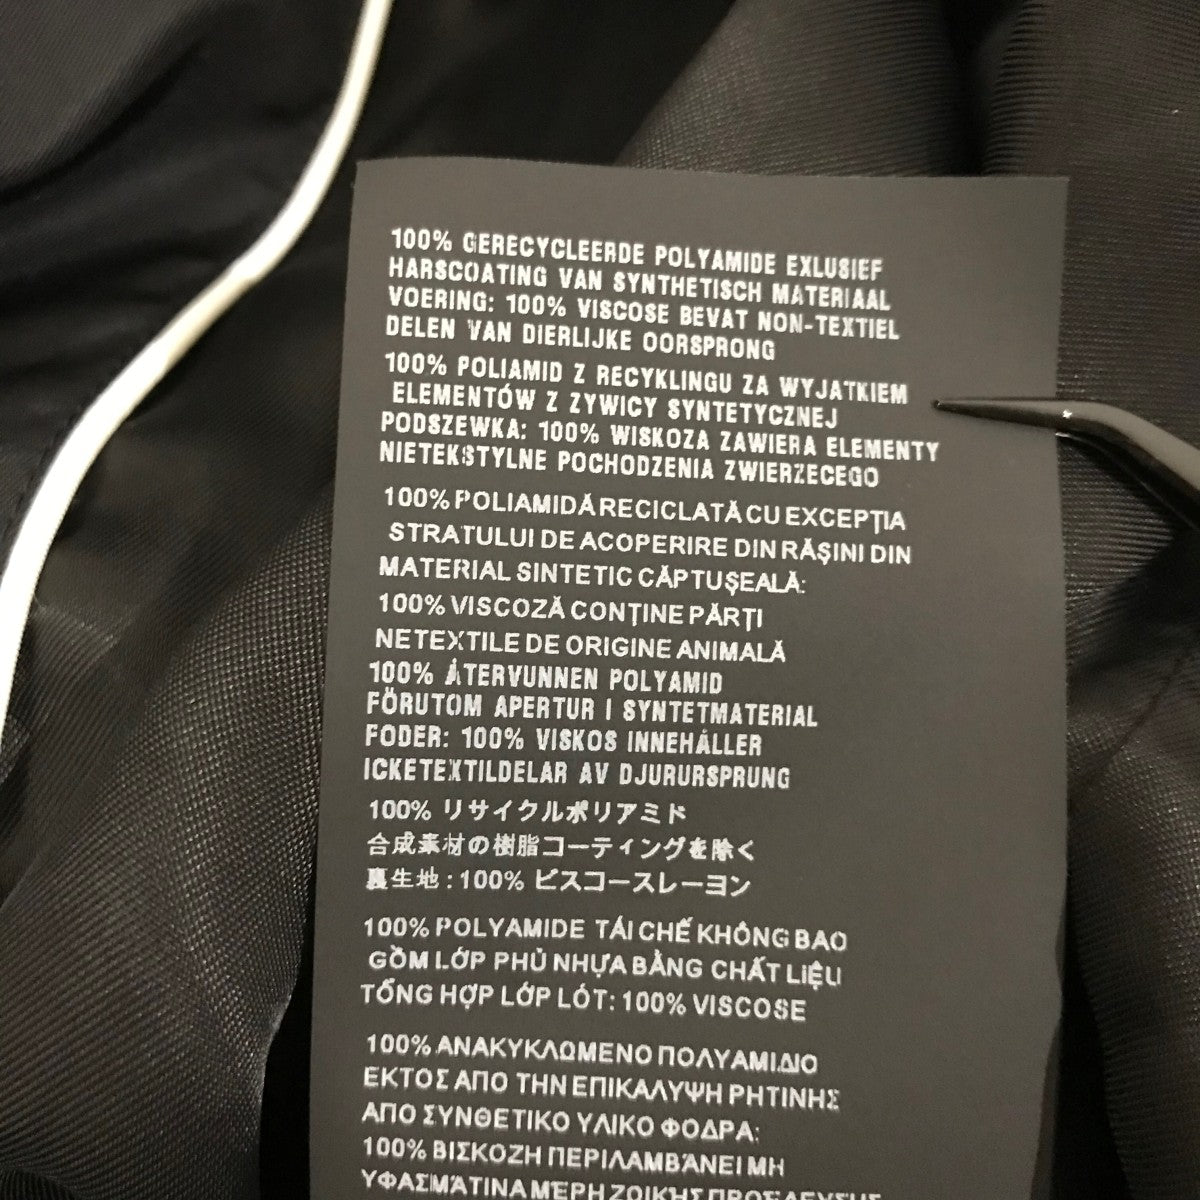 100% GERECYCLEERDE POLYAMIDE EXLUSIEF
HARSCOATING VAN SYNTHETISCH MATERIAAL
VOERING: 100% VISCOSE BEVAT NON-TEXTIEL
DELEN VAN DIERLIJKE OORSPRONG
100% POLIAMID Z RECYKLINGU ZA WYJATKIEM
ELEMENTÓW Z ZYWICY SYNTETYCZNEJ
PODSZEWKA: 100% WISKOZA ZAWIERA ELEMENTY
NIETEKSTYLNE POCHODZENIA ZWIERZECEGO
100% POLIAMIDĂ RECICLATĂ CU EXCEPȚIA
STRATULUI DE ACOPERIRE DIN RĂȘINI DIN
MATERIAL SINTETIC CĂPTUȘEALĂ:
100% VISCOZĂ CONȚINE PĂRȚI
NETEXTILE DE ORIGINE ANIMALĂ
100% ÅTERVUNNEN POLYAMID
FÖRUTOM APERTUR I SYNTETMATERIAL
FODER: 100% VISKOS INNEHÅLLER
ICKETEXTILDELAR AV DJURURSPRUNG
100% リサイクルポリアミド
合成素材の樹脂コーティングを除く
裏生地:100% ビスコースレーヨン
100% POLYAMIDE TÁI CHẾ KHÔNG BAO
GỒM LỚP PHỦ NHỰA BẰNG CHẤT LIỆU
TỔNG HỢP LỚP LÓT: 100% VISCOSE
100% ΑΝΑΚΥΚΛΩΜΕΝΟ ΠΟΛΥΑΜΙΔΙΟ
ΕΚΤΟΣ ΑΠΟ ΤΗΝ ΕΠΙΚΑΛΥΨΗ ΡΗΤΙΝΗΣ
ΑΠΟ ΣΥΝΘΕΤΙΚΟ ΥΛΙΚΟ ΦΟΔΡΑ:
100% ΒΙΣΚΟΖΗ ΠΕΡΙΛΑΜΒΆΝΕΙ ΜΗ
ΥΦΑΣΜΆΤΙΝΑ ΜΈΡΗ ΖΩΙΚΉΣ ΠΡΟΈΛΕΥΣΗΣ